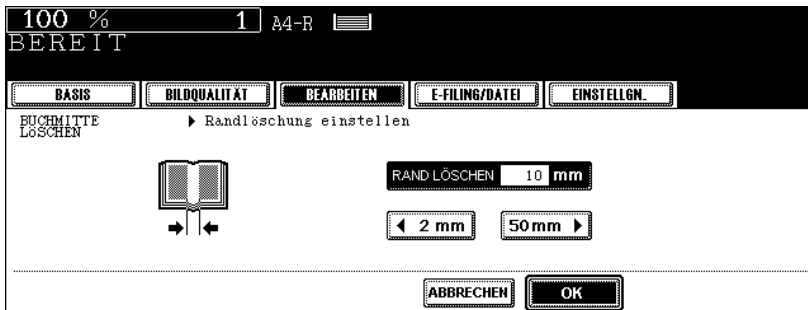 100 % 1 A4-R
BEREIT
BASIS BILDQUALITÄT BEARBEITEN E-FILING/DATEI EINSTELLGN.
BUCHMITTE LöSCHEN
Randlöschung einstellen
RAND LÖSCHEN 10 mm
2 mm 50mm
ABBRECHEN OK